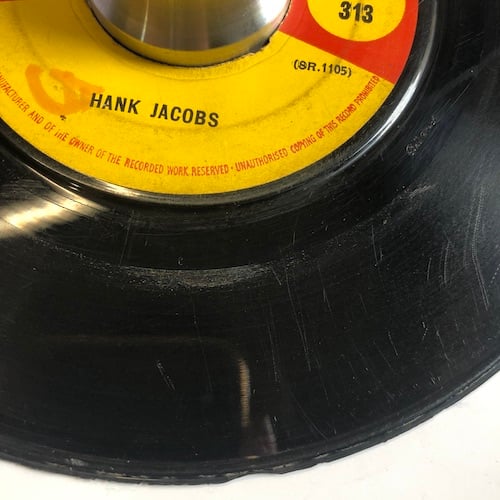 313
(SR.1105)
HANK JACOBS
MANUFACTURER AND OF THE OWNER OF THE RECORDED WORK RESERVED · UNAUTHORISED COPYING OF THIS RECORD PROHIBITED